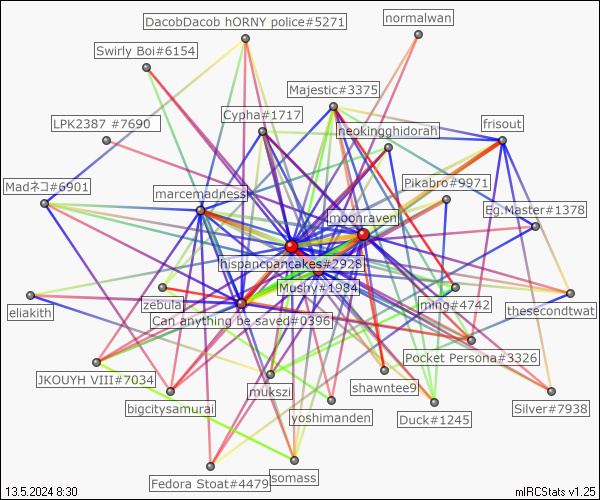 DacobDacob hORNY police#5271
normalwan
Swirly Boi#6154
Majestic#3375
Cypha#1717
LPK2387 #7690
neokingghidorah
frisout
Madネコ#6901
marcemadness
Pikabro#9971
Eg.Master#1378
moonraven
hispanicpancakes#2928
Mushy#1984
eliakith
zebula
ming#4742
thesecondtwat
Can anything be saved#0396
Pocket Persona#3326
JKOUYH VIII#7034
mukszi
shawntee9
bigcitysamurai
yoshimanden
Duck#1245
Silver#7938
Fedora Stoat#4479
somass
13.5.2024 8:30
mIRCStats v1.25